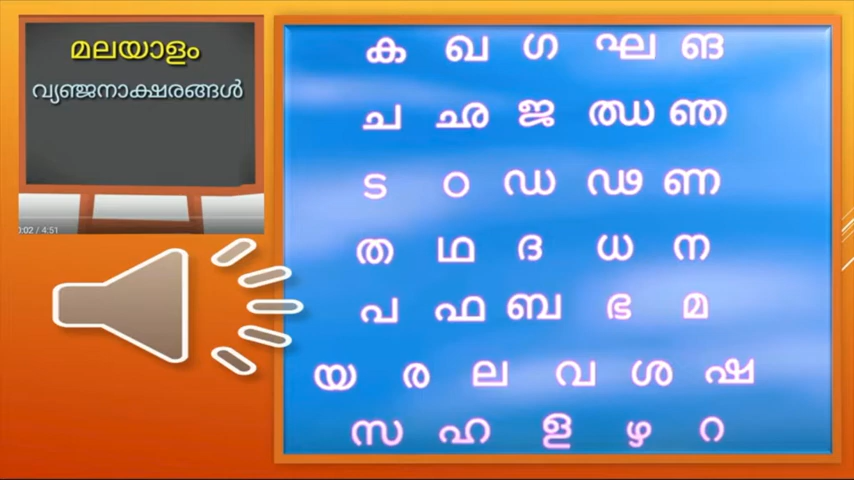 മലയാളം
വ്യഞ്ജനാക്ഷരങ്ങൾ
0:02 / 4:51
ക ഖ ഗ ഘ ങ
ച ഛ ജ ഝ ഞ
ട ഠ ഡ ഢ ണ
ത ഥ ദ ധ ന
പ ഫ ബ ഭ മ
യ ര ല വ ശ ഷ
സ ഹ ള ഴ റ